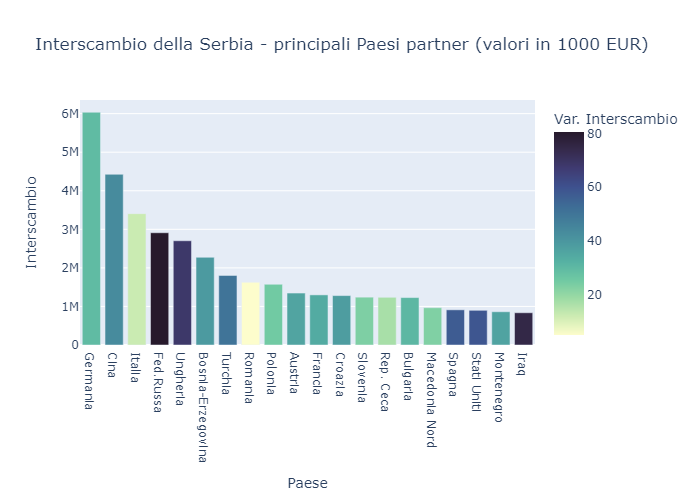 Interscambio della Serbia - principali Paesi partner (valori in 1000 EUR)
Var. Interscambio
80
60
40
20
Interscambio
6M
5M
4M
3M
2M
1M
0
Germania
Cina
Italia
Fed.Russa
Ungheria
Bosnia-Erzegovina
Turchia
Romania
Polonia
Austria
Francia
Croazia
Slovenia
Rep. Ceca
Bulgaria
Macedonia Nord
Spagna
Stati Uniti
Montenegro
Iraq
Paese